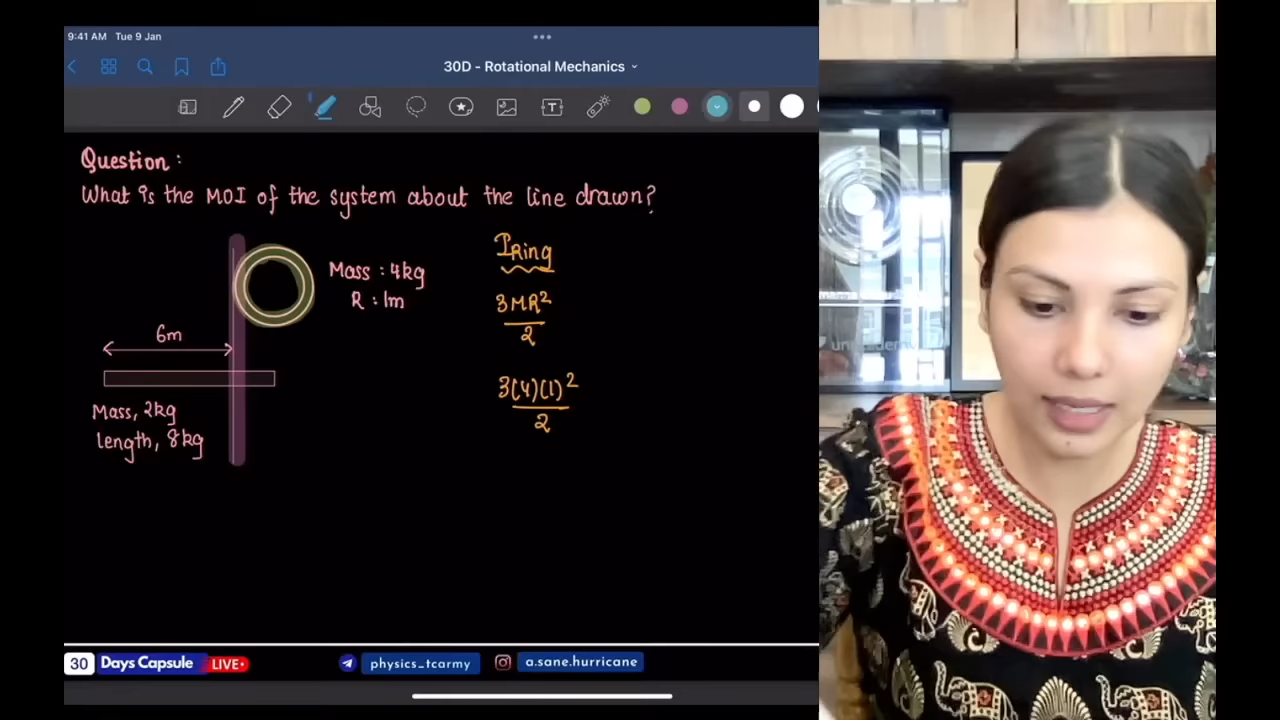 9:41 AM Tue 9 Jan
30D - Rotational Mechanics
Question :
What is the MOI of the system about the line drawn?
I Ring
Mass : 4kg
R : 1m
3MR²
2
6m
3(4)(1)²
2
Mass, 2kg
length, 8kg
30 Days Capsule LIVE
physics_tcarmy
a.sane.hurricane